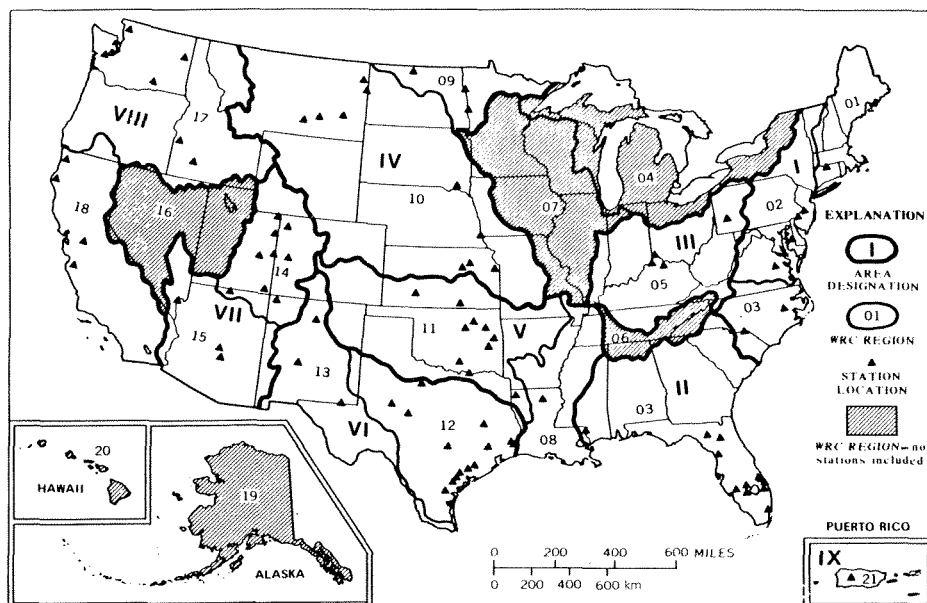 09
01
VIII
17
IV
I
04
10
02
18
16
07
III
EXPLANATION
I
AREA
DESIGNATION
14
05
01
WRC REGION
03
VII
11
V
15
06
STATION
LOCATION
13
II
VI
12
03
08
WRC REGION—no
stations included
20
HAWAII
19
ALASKA
0 200 400 600 MILES
0 200 400 600 km
PUERTO RICO
IX
21